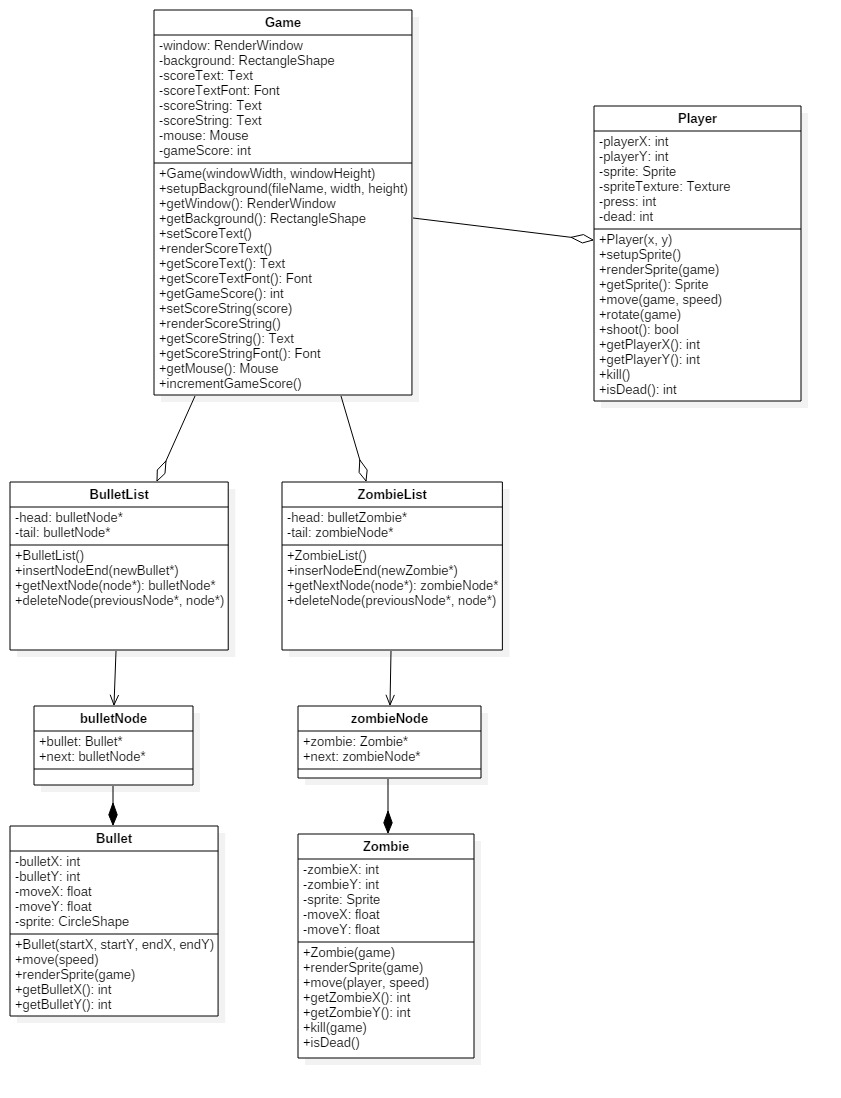 Game
-window: RenderWindow
-background: RectangleShape
-scoreText: Text
-scoreTextFont: Font
-scoreString: Text
-scoreString: Text
-mouse: Mouse
-gameScore: int
+Game(windowWidth, windowHeight)
+setupBackground(fileName, width, height)
+getWindow(): RenderWindow
+getBackground(): RectangleShape
+setScoreText()
+renderScoreText()
+getScoreText(): Text
+getScoreTextFont(): Font
+getGameScore(): int
+setScoreString(score)
+renderScoreString()
+getScoreString(): Text
+getScoreStringFont(): Font
+getMouse(): Mouse
+incrementGameScore()
Player
-playerX: int
-playerY: int
-sprite: Sprite
-spriteTexture: Texture
-press: int
-dead: int
+Player(x, y)
+setupSprite()
+renderSprite(game)
+getSprite(): Sprite
+move(game, speed)
+rotate(game)
+shoot(): bool
+getPlayerX(): int
+getPlayerY(): int
+kill()
+isDead(): int
BulletList
-head: bulletNode*
-tail: bulletNode*
+BulletList()
+insertNodeEnd(newBullet*)
+getNextNode(node*): bulletNode*
+deleteNode(previousNode*, node*)
ZombieList
-head: bulletZombie*
-tail: zombieNode*
+ZombieList()
+inserNodeEnd(newZombie*)
+getNextNode(node*): zombieNode*
+deleteNode(previousNode*, node*)
bulletNode
+bullet: Bullet*
+next: bulletNode*
zombieNode
+zombie: Zombie*
+next: zombieNode*
Bullet
-bulletX: int
-bulletY: int
-moveX: float
-moveY: float
-sprite: CircleShape
+Bullet(startX, startY, endX, endY)
+move(speed)
+renderSprite(game)
+getBulletX(): int
+getBulletY(): int
Zombie
-zombieX: int
-zombieY: int
-sprite: Sprite
-moveX: float
-moveY: float
+Zombie(game)
+renderSprite(game)
+move(player, speed)
+getZombieX(): int
+getZombieY(): int
+kill(game)
+isDead()